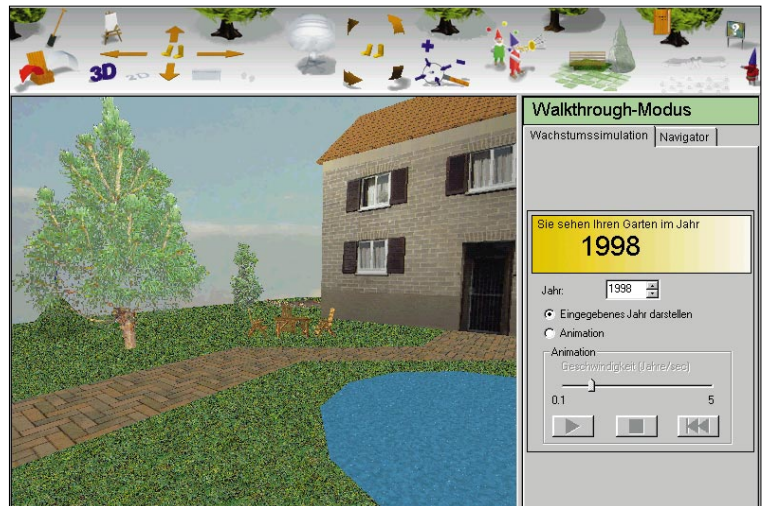 3D
2D
?
Walkthrough-Modus
Wachstumssimulation
Navigator
Sie sehen Ihren Garten im Jahr
1998
Jahr:
1998
Eingegebenes Jahr darstellen
Animation
Animation
Geschwindigkeit (Jahre/sec)
0.1
5